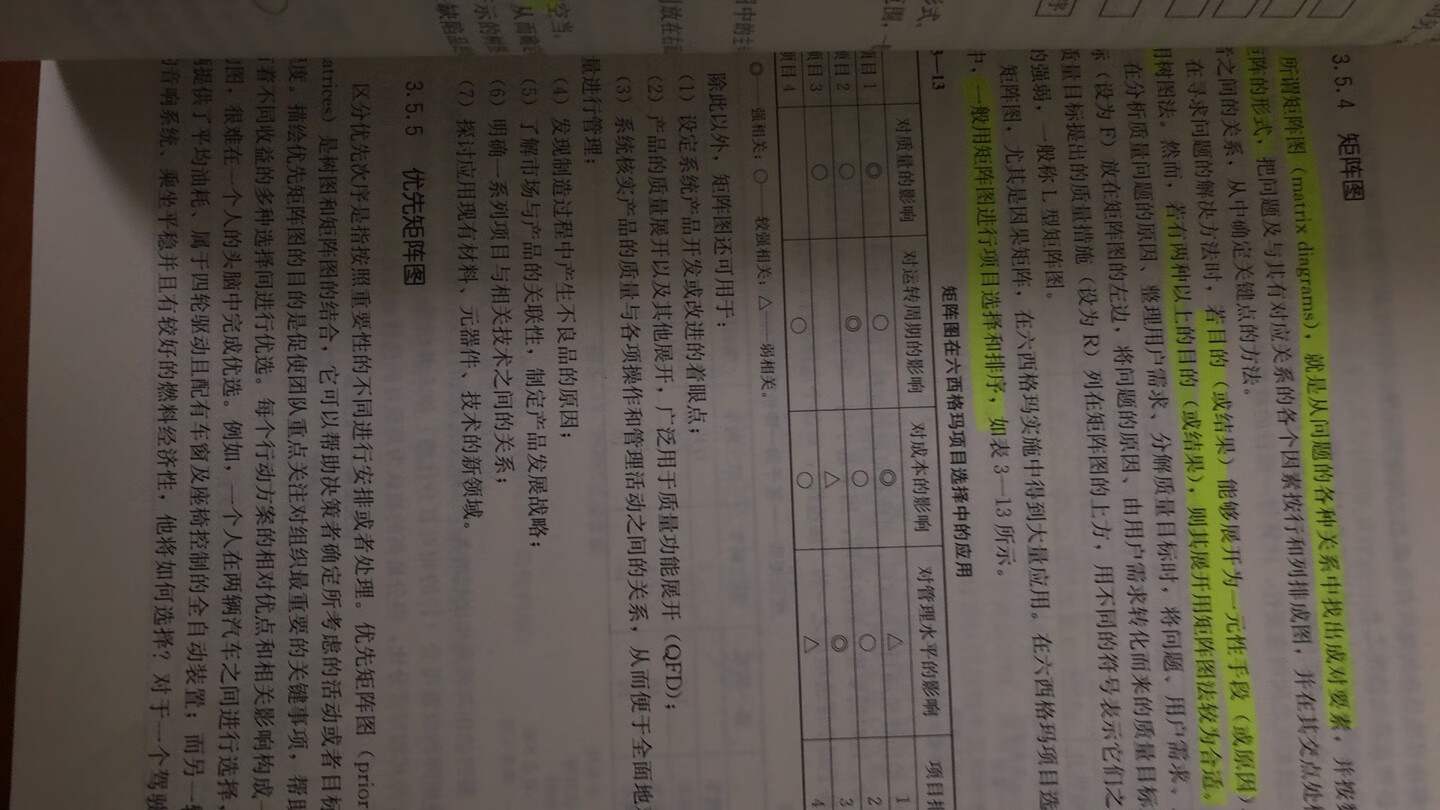 3.5.4 矩阵图
所谓矩阵图（matrix diagrams），就是从问题的各种关系中找出成对要素，并按
阵的形式，把问题及与其有对应关系的各个因素按行和列排成图，并在其交点处
之间的关系，从中确定关键点的方法。
在寻求问题的解决方法时，若目的（或结果）能够展开为一元性手段（或原因）
用树图法。然而，若有两种以上的目的（或结果），则其展开用矩阵图法较为合适。
在分析质量问题的原因、整理用户需求、分解质量目标时，将问题、用户需求、
示（设为 F）放在矩阵图的左边，将问题的原因、由用户需求转化而来的质量目标
质量目标提出的质量措施（设为 R）列在矩阵图的上方，用不同的符号表示它们之
的强弱，一般称 L 型矩阵图。
矩阵图，尤其是因果矩阵，在六西格玛实施中得到大量应用。在六西格玛项目选
中，一般用矩阵图进行项目选择和排序，如表 3—13 所示。
3—13 矩阵图在六西格玛项目选择中的应用
对质量的影响 对运转周期的影响 对成本的影响 对管理水平的影响 项目排
项目 1 ◎ ○ ◎ △ 1
项目 2 ○ ◎ ○ ○ 2
项目 3 ○ △ ◎ 3
项目 4 ○ ○ △ 4
◎——强相关；○——较强相关；△——弱相关。
除此以外，矩阵图还可用于：
（1）设定系统产品开发或改进的着眼点；
（2）产品的质量展开以及其他展开，广泛用于质量功能展开（QFD）；
（3）系统核实产品的质量与各项操作和管理活动之间的关系，从而便于全面地
量进行管理；
（4）发现制造过程中产生不良品的原因；
（5）了解市场与产品的关联性，制定产品发展战略；
（6）明确一系列项目与相关技术之间的关系；
（7）探讨应用现有材料、元器件、技术的新领域。
3.5.5 优先矩阵图
区分优先次序是指按照重要性的不同进行安排或者处理。优先矩阵图（prior
atrices）是树图和矩阵图的结合，它可以帮助决策者确定所考虑的活动或者目标
度。描绘优先矩阵图的目的是促使团队重点关注对组织最重要的关键事项，帮
有着不同收益的多种选择间进行优选。每个行动方案的相对优点和相关影响构成
图，很难在一个人的头脑中完成优选。例如，一个人在两辆汽车之间进行选择，
提供了平均油耗、属于四轮驱动且配有车窗及座椅控制的全自动装置；而另一
音响系统、乘坐平稳并且有较好的燃料经济性，他将如何选择？对于一个驾驶